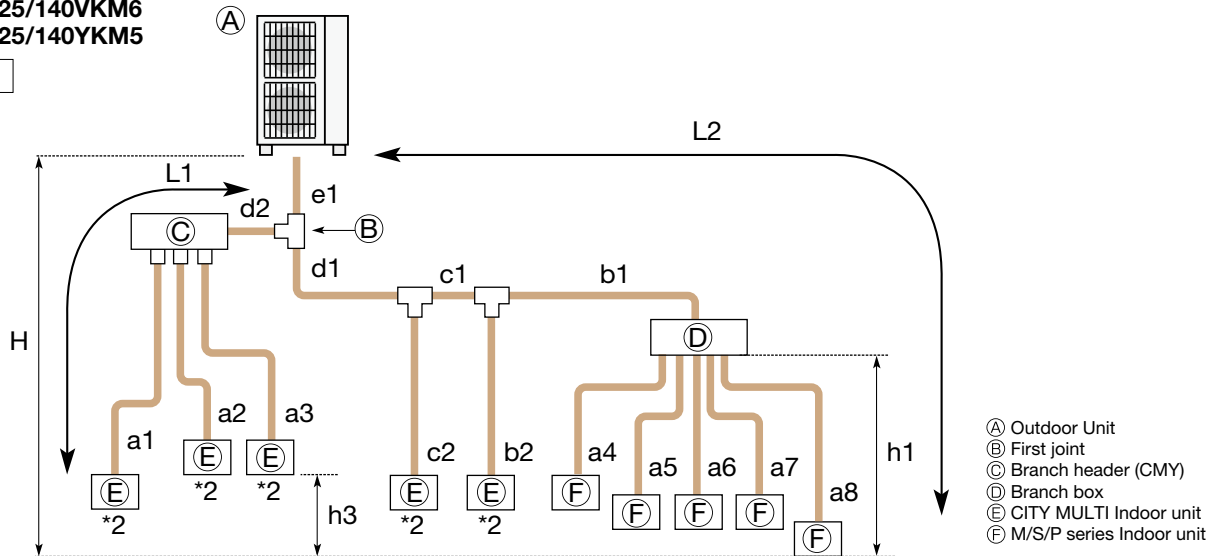 25/140VKM6
25/140YKM5
Ⓐ
L2
L1
e1
d2
Ⓒ
Ⓑ
d1
c1
b1
H
Ⓓ
a1
a2
a3
c2
b2
a4
a5
a6
a7
a8
h1
Ⓔ
*2
Ⓔ
*2
Ⓔ
*2
h3
Ⓔ
*2
Ⓔ
*2
Ⓕ
Ⓕ
Ⓕ
Ⓕ
Ⓕ
Ⓐ Outdoor Unit
Ⓑ First joint
Ⓒ Branch header (CMY)
Ⓓ Branch box
Ⓔ CITY MULTI Indoor unit
Ⓕ M/S/P series Indoor unit